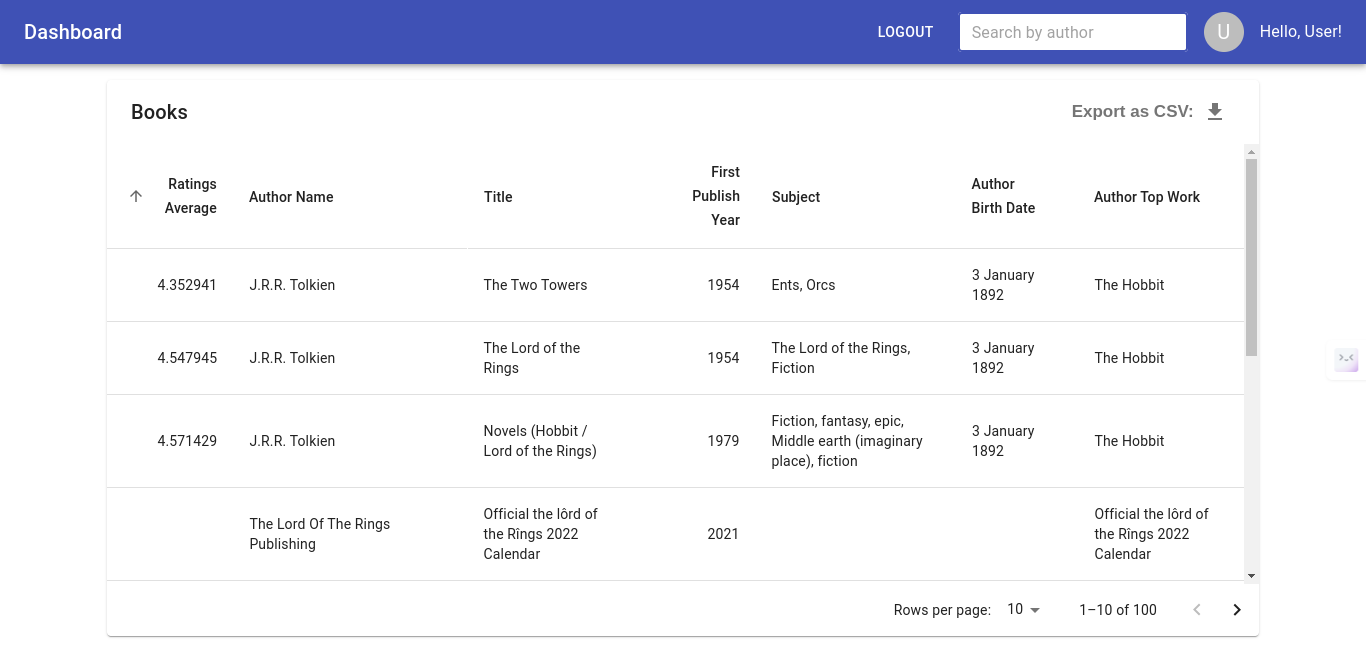 Dashboard
LOGOUT
Search by author
U
Hello, User!
Books
Export as CSV:
Ratings
Average
Author Name
Title
First
Publish
Year
Subject
Author
Birth Date
Author Top Work
4.352941
J.R.R. Tolkien
The Two Towers
1954
Ents, Orcs
3 January
1892
The Hobbit
4.547945
J.R.R. Tolkien
The Lord of the
Rings
1954
The Lord of the Rings,
Fiction
3 January
1892
The Hobbit
4.571429
J.R.R. Tolkien
Novels (Hobbit /
Lord of the Rings)
1979
Fiction, fantasy, epic,
Middle earth (imaginary
place), fiction
3 January
1892
The Hobbit
The Lord Of The Rings
Publishing
Official the lôrd of
the Rîngs 2022
Calendar
2021
Official the lôrd of
the Rîngs 2022
Calendar
Rows per page:
10
1–10 of 100